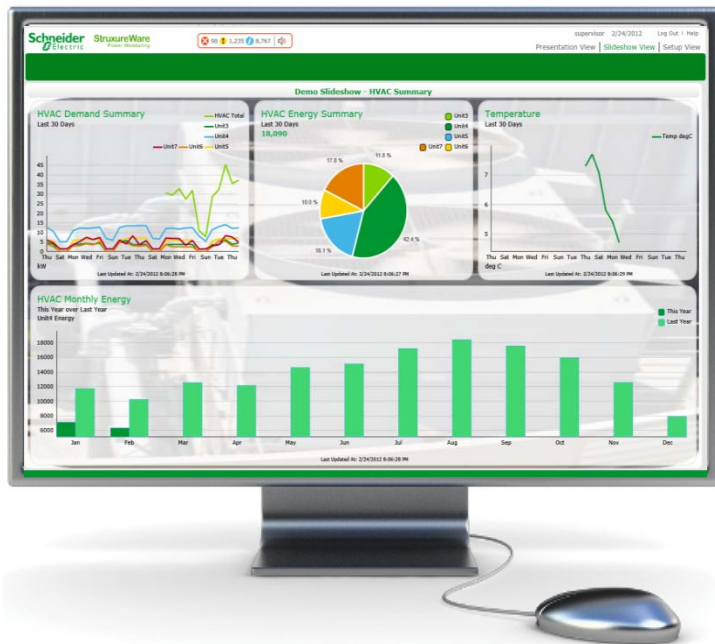 Schneider Electric
StruxureWare
Power Monitoring
98 1,235 8,767
supervisor 2/24/2012 Log Out | Help
Presentation View | Slideshow View | Setup View
Demo Slideshow - HVAC Summary
HVAC Demand Summary
Last 30 Days
HVAC Total
Unit3
Unit4
Unit7 Unit6 Unit5
45
40
35
30
25
20
15
10
5
0
Thu Sat Mon Wed Fri Sun Tue Thu Sat Mon Wed Fri Sun Tue Thu
kW
Last Updated At: 2/24/2012 8:06:28 PM
HVAC Energy Summary
Last 30 Days
18,090
Unit3
Unit4
Unit5
Unit7 Unit6
17.8 %
10.0 %
42.4 %
Last Updated At: 2/24/2012 8:06:27 PM
Temperature
Last 30 Days
Temp degC
7
6
5
Thu Sat Mon Wed Fri Sun Tue Thu Sat Mon Wed Fri Sun Tue Thu
deg C
Last Updated At: 2/24/2012 8:06:29 PM
HVAC Monthly Energy
This Year over Last Year
Unit4 Energy
This Year
Last Year
18000
16000
14000
12000
10000
8000
6000
Jan Feb Mar Apr May Jun Jul Aug Sep Oct Nov Dec
Last Updated At: 2/24/2012 8:06:28 PM